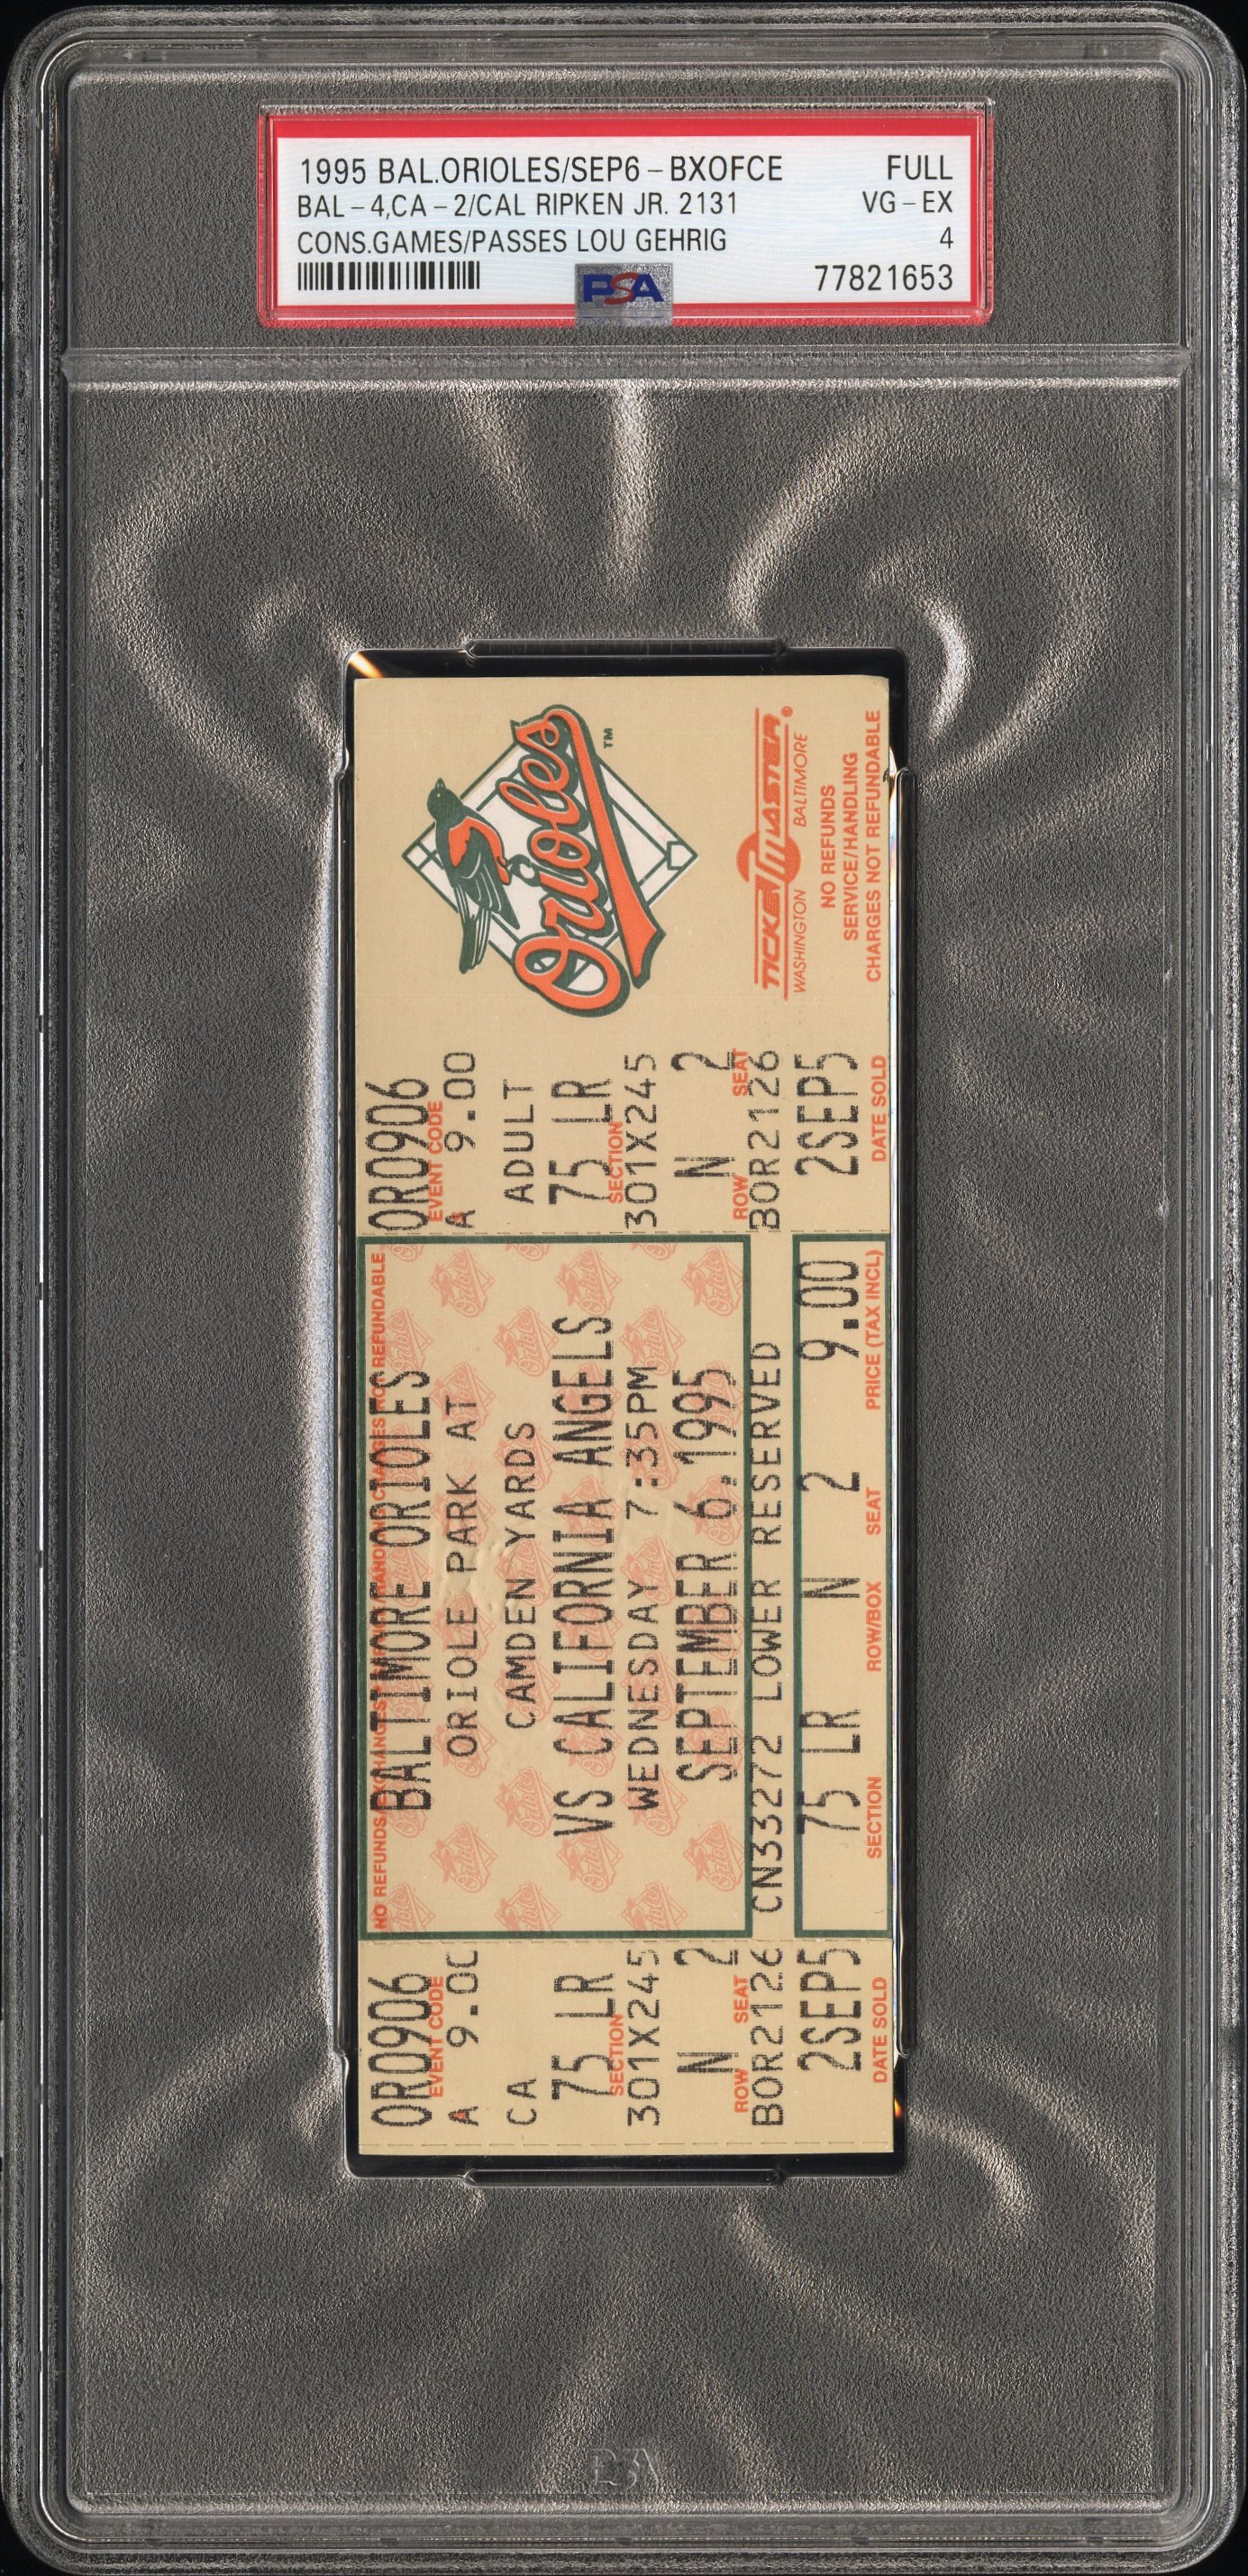 1995 BAL.ORIOLES/SEP6-BXOFCE FULL
BAL-4,CA-2/CAL RIPKEN JR. 2131 VG-EX
CONS.GAMES/PASSES LOU GEHRIG 4
PSA 77821653
Orioles TM
TICKETMASTER®
WASHINGTON BALTIMORE
NO REFUNDS
SERVICE/HANDLING
CHARGES NOT REFUNDABLE
OR0906
EVENT CODE
A 9.00
ADULT
75 LR
SECTION
301X245
N 2
ROW SEAT
BOR2126
2SEP5
DATE SOLD
NO REFUNDS/EXCHANGES HANDLING CHARGES NOT REFUNDABLE
BALTIMORE ORIOLES
ORIOLE PARK AT
CAMDEN YARDS
VS CALIFORNIA ANGELS
WEDNESDAY 7:35PM
SEPTEMBER 6,1995
CN33272 LOWER RESERVED
75 LR N 2 9.00
SECTION ROW/BOX SEAT PRICE (TAX INCL)
OR0906
EVENT CODE
A 9.00
CA
75 LR
SECTION
301X245
N 2
ROW SEAT
BOR2126
2SEP5
DATE SOLD
PSA